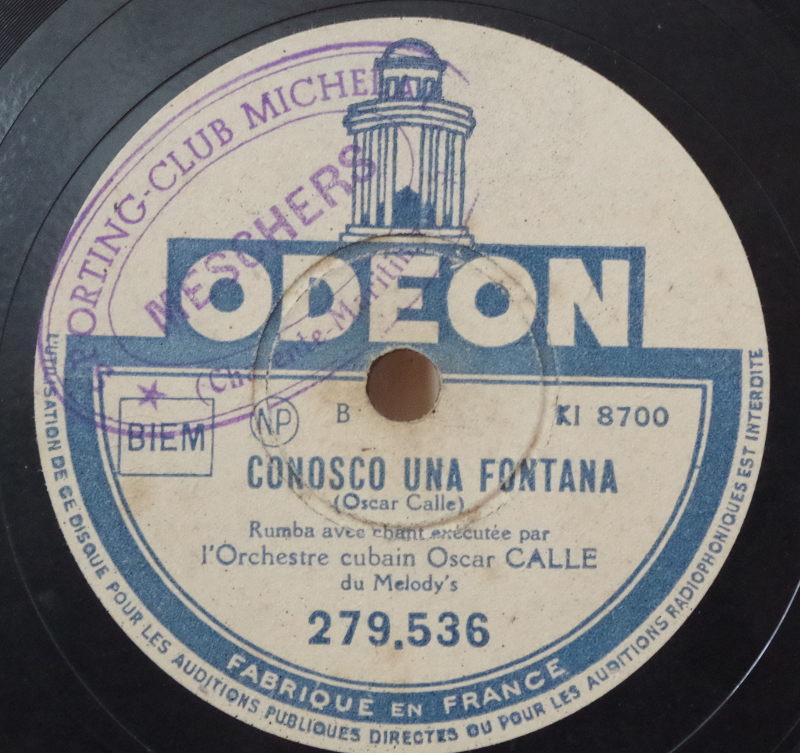 SPORTING-CLUB MICHELA
MESCHERS
(Charente-Maritime)
ODEON
BIEM
NP
B
KI 8700
CONOSCO UNA FONTANA
(Oscar Calle)
Rumba avec chant exécutée par
l'Orchestre cubain Oscar CALLE
du Melody's
279.536
FABRIQUÉ EN FRANCE
L'UTILISATION DE CE DISQUE POUR LES AUDITIONS PUBLIQUES DIRECTES OU POUR LES AUDITIONS RADIOPHONIQUES EST INTERDITE